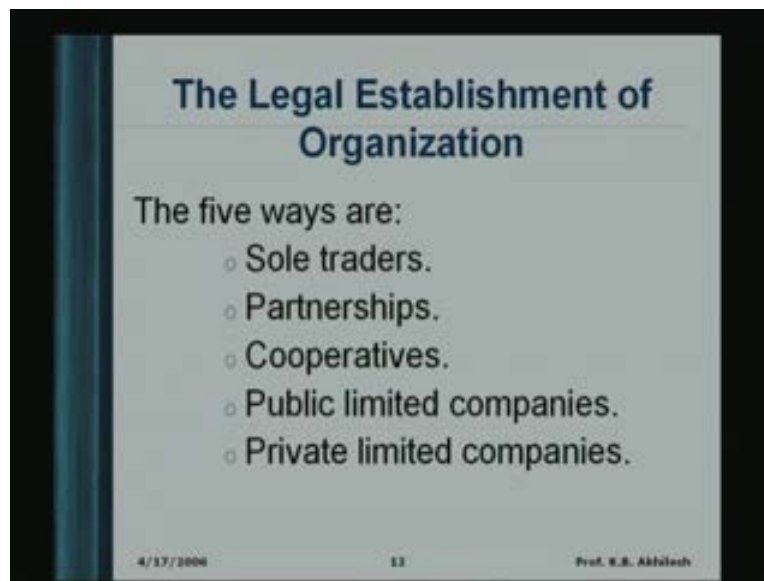 The Legal Establishment of
Organization
The five ways are:
o Sole traders.
o Partnerships.
o Cooperatives.
o Public limited companies.
o Private limited companies.
4/17/2006
13
Prof. K.B. Akhilesh